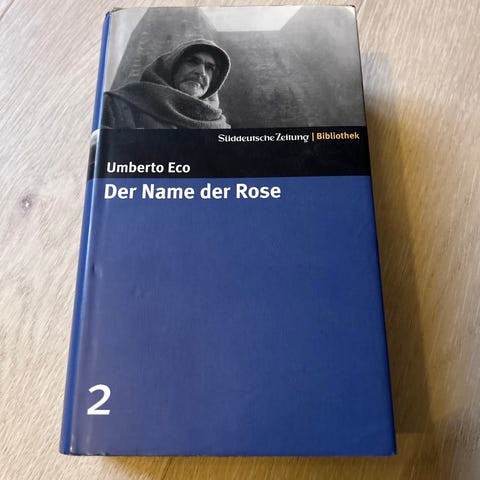 Süddeutsche Zeitung | Bibliothek
Umberto Eco
Der Name der Rose
2